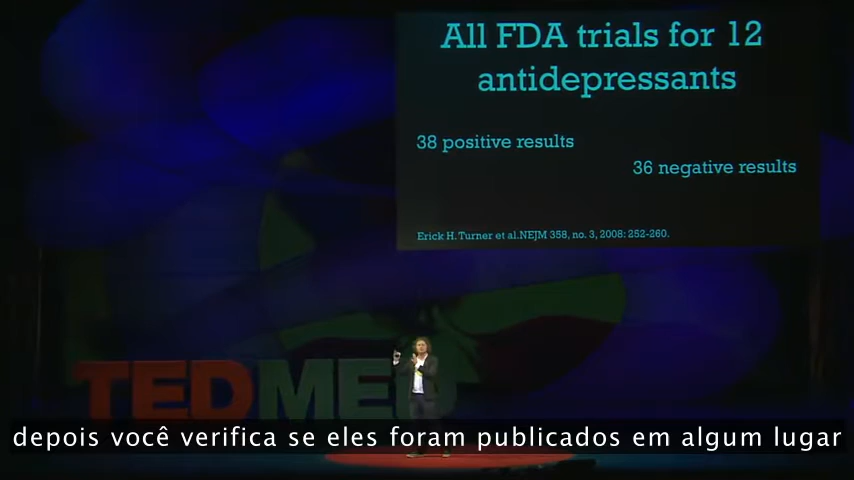 All FDA trials for 12
antidepressants
38 positive results
36 negative results
Erick H. Turner et al.NEJM 358, no. 3, 2008: 252-260.
TEDMED
depois você verifica se eles foram publicados em algum lugar